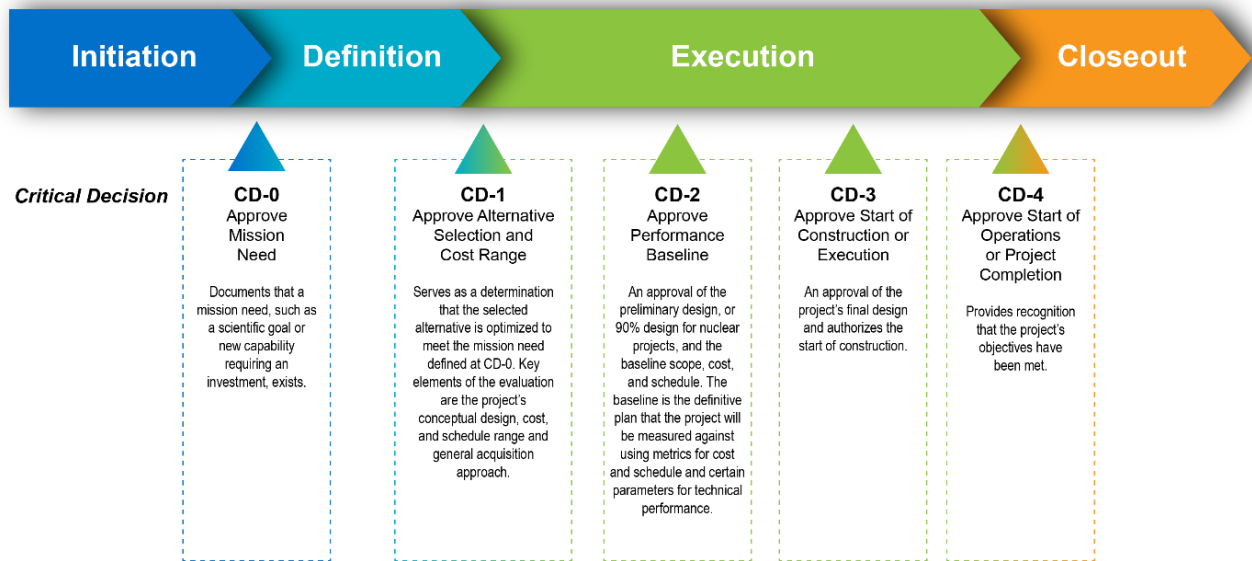 Initiation
Definition
Execution
Closeout
Critical Decision
CD-0
Approve
Mission
Need
Documents that a
mission need, such as
a scientific goal or
new capability
requiring an
investment, exists.
CD-1
Approve Alternative
Selection and
Cost Range
Serves as a determination
that the selected
alternative is optimized to
meet the mission need
defined at CD-0. Key
elements of the evaluation
are the project's
conceptual design, cost,
and schedule range and
general acquisition
approach.
CD-2
Approve
Performance
Baseline
An approval of the
preliminary design, or
90% design for nuclear
projects, and the
baseline scope, cost,
and schedule. The
baseline is the definitive
plan that the project will
be measured against
using metrics for cost
and schedule and certain
parameters for technical
performance.
CD-3
Approve Start of
Construction or
Execution
An approval of the
project's final design
and authorizes the
start of construction.
CD-4
Approve Start of
Operations
or Project
Completion
Provides recognition
that the project's
objectives have
been met.